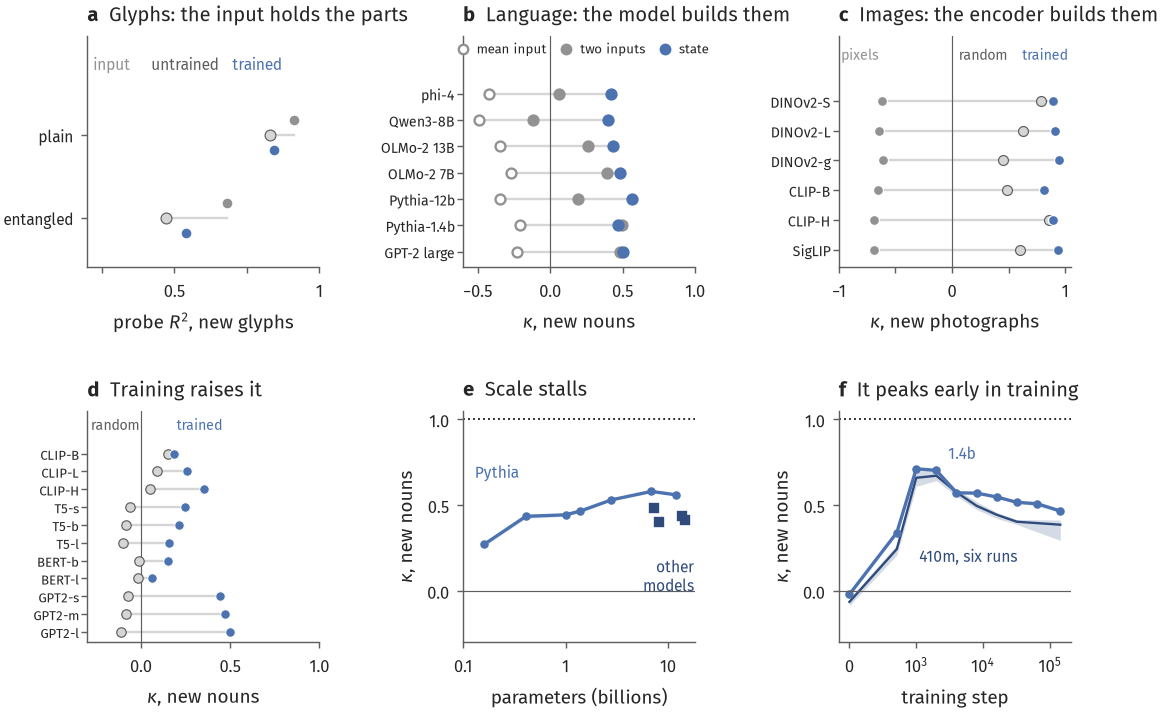 a Glyphs: the input holds the parts
input untrained trained
plain
entangled
0.5 1
probe R², new glyphs
b Language: the model builds them
mean input two inputs state
phi-4
Qwen3-8B
OLMo-2 13B
OLMo-2 7B
Pythia-12b
Pythia-1.4b
GPT-2 large
−0.5 0.0 0.5 1.0
κ, new nouns
c Images: the encoder builds them
pixels random trained
DINOv2-S
DINOv2-L
DINOv2-g
CLIP-B
CLIP-H
SigLIP
−1 0 1
κ, new photographs
d Training raises it
random trained
CLIP-B
CLIP-L
CLIP-H
T5-s
T5-b
T5-l
BERT-b
BERT-l
GPT2-s
GPT2-m
GPT2-l
0.0 0.5 1.0
κ, new nouns
e Scale stalls
1.0
Pythia
0.5
other
models
0.0
κ, new nouns
0.1 1 10
parameters (billions)
f It peaks early in training
1.0
1.4b
0.5
410m, six runs
0.0
κ, new nouns
0 10³ 10⁴ 10⁵
training step